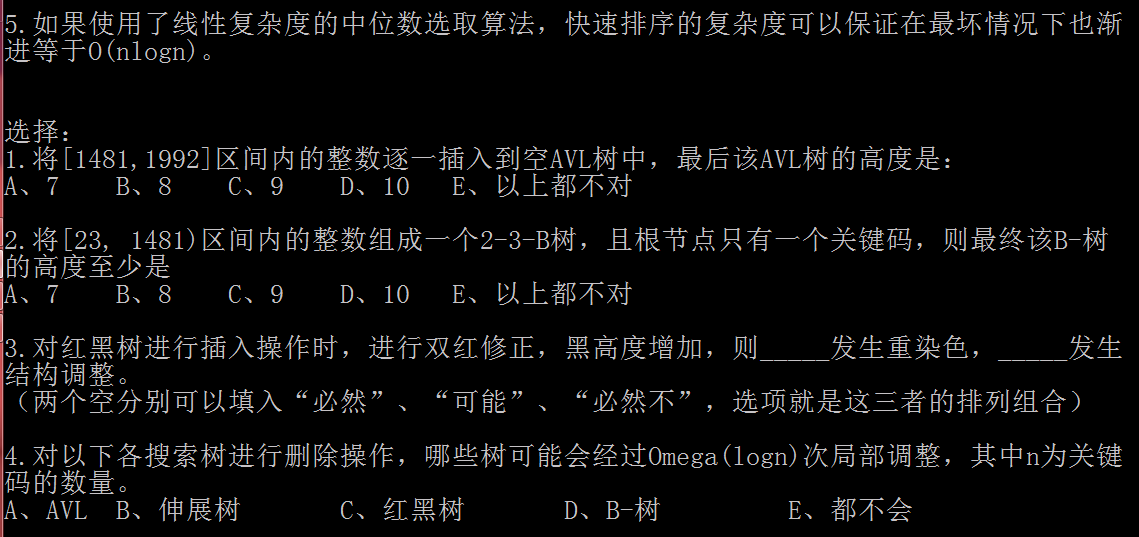 5.如果使用了线性复杂度的中位数选取算法，快速排序的复杂度可以保证在最坏情况下也渐
进等于O(nlogn)。
选择：
1.将[1481,1992]区间内的整数逐一插入到空AVL树中，最后该AVL树的高度是：
A、7 B、8 C、9 D、10 E、以上都不对
2.将[23, 1481)区间内的整数组成一个2-3-B树，且根节点只有一个关键码，则最终该B-树
的高度至少是
A、7 B、8 C、9 D、10 E、以上都不对
3.对红黑树进行插入操作时，进行双红修正，黑高度增加，则_____发生重染色，_____发生
结构调整。
（两个空分别可以填入“必然”、“可能”、“必然不”，选项就是这三者的排列组合）
4.对以下各搜索树进行删除操作，哪些树可能会经过Omega(logn)次局部调整，其中n为关键
码的数量。
A、AVL B、伸展树 C、红黑树 D、B-树 E、都不会